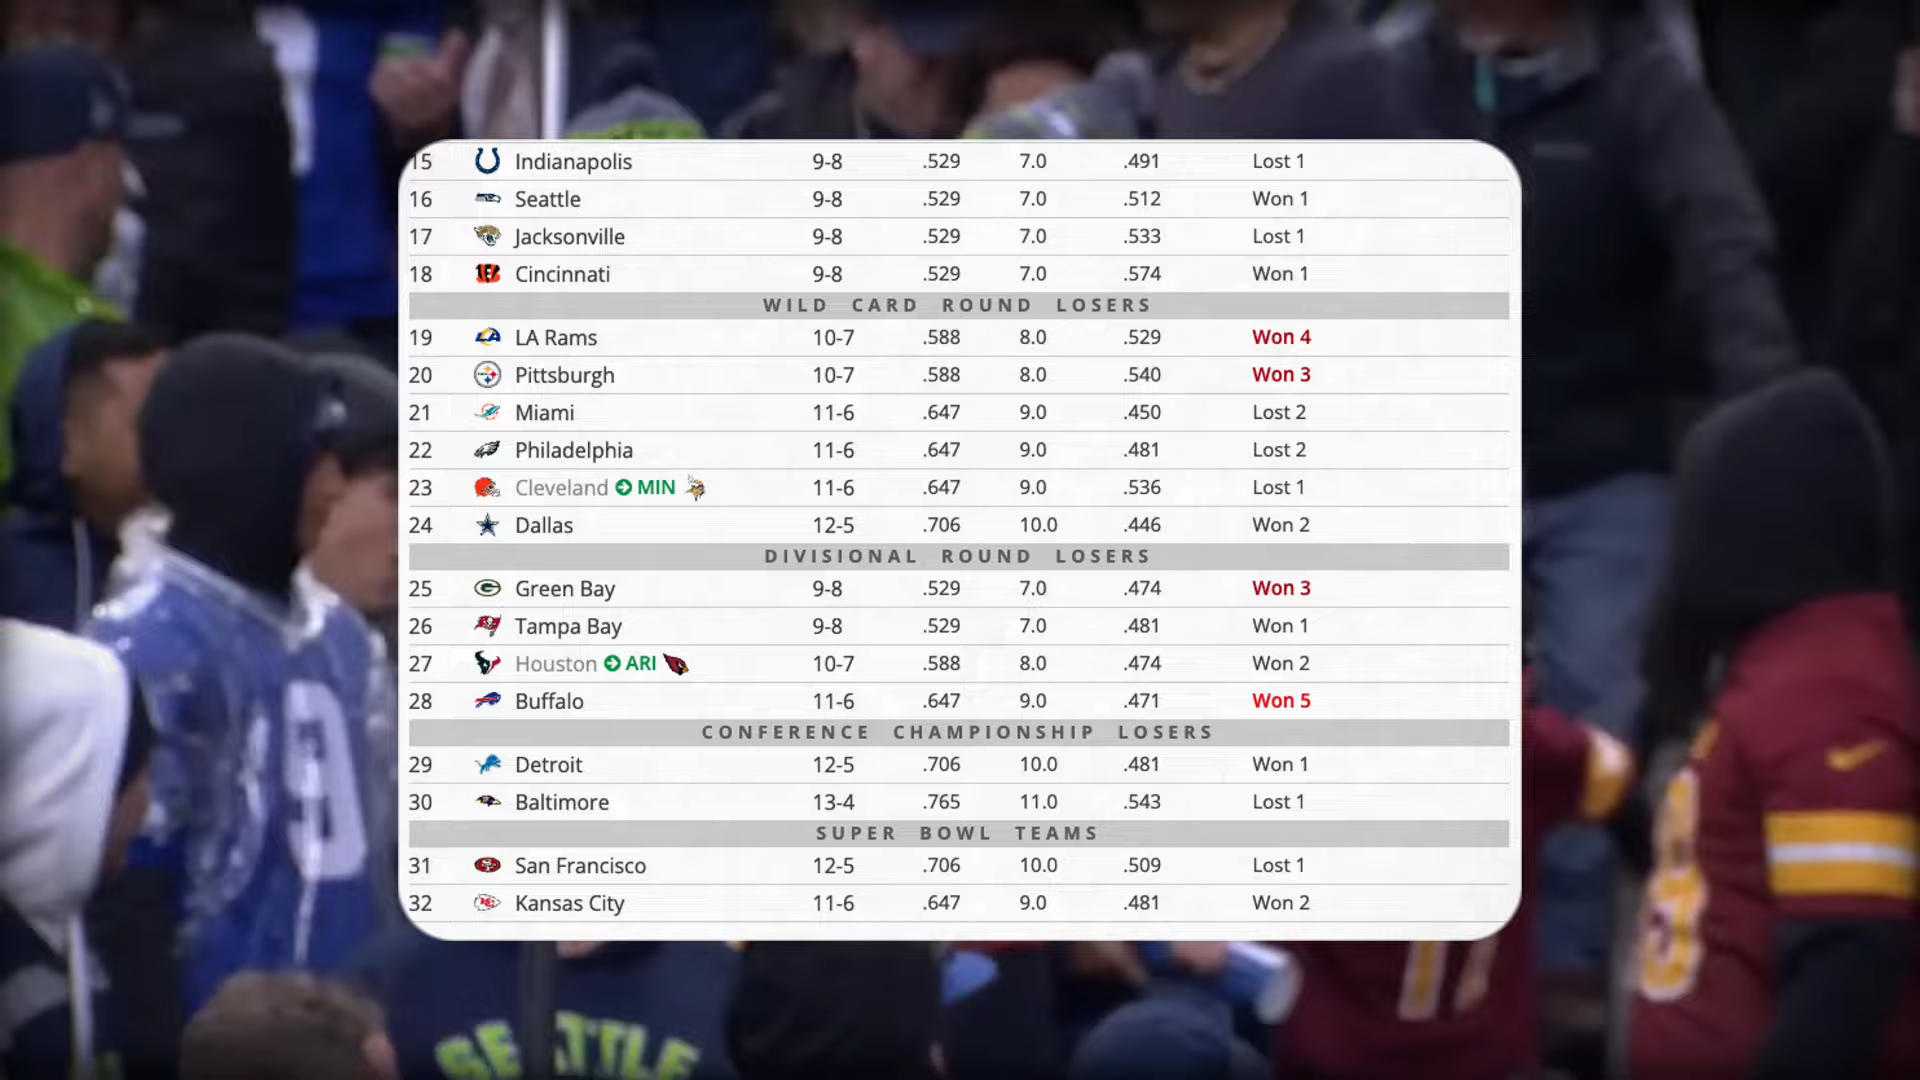 15 Indianapolis 9-8 .529 7.0 .491 Lost 1
16 Seattle 9-8 .529 7.0 .512 Won 1
17 Jacksonville 9-8 .529 7.0 .533 Lost 1
18 Cincinnati 9-8 .529 7.0 .574 Won 1
WILD CARD ROUND LOSERS
19 LA Rams 10-7 .588 8.0 .529 Won 4
20 Pittsburgh 10-7 .588 8.0 .540 Won 3
21 Miami 11-6 .647 9.0 .450 Lost 2
22 Philadelphia 11-6 .647 9.0 .481 Lost 2
23 Cleveland MIN 11-6 .647 9.0 .536 Lost 1
24 Dallas 12-5 .706 10.0 .446 Won 2
DIVISIONAL ROUND LOSERS
25 Green Bay 9-8 .529 7.0 .474 Won 3
26 Tampa Bay 9-8 .529 7.0 .481 Won 1
27 Houston ARI 10-7 .588 8.0 .474 Won 2
28 Buffalo 11-6 .647 9.0 .471 Won 5
CONFERENCE CHAMPIONSHIP LOSERS
29 Detroit 12-5 .706 10.0 .481 Won 1
30 Baltimore 13-4 .765 11.0 .543 Lost 1
SUPER BOWL TEAMS
31 San Francisco 12-5 .706 10.0 .509 Lost 1
32 Kansas City 11-6 .647 9.0 .481 Won 2
SEATTLE